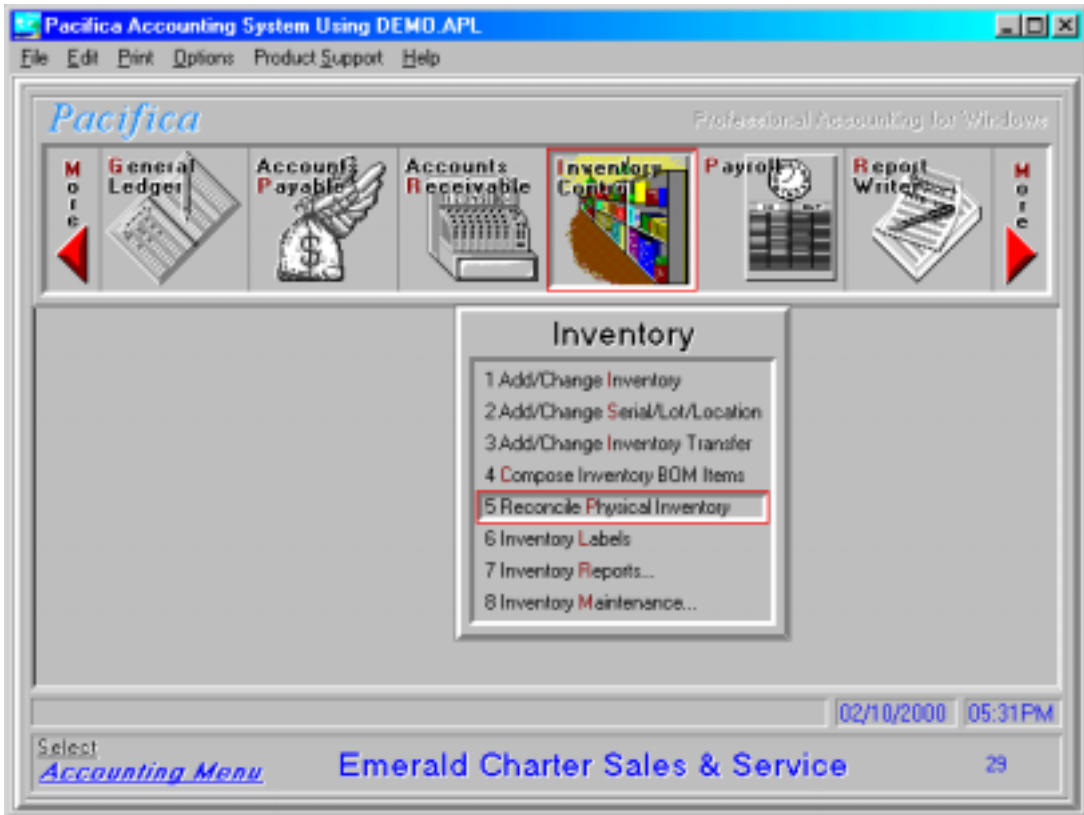 Pacifica Accounting System Using DEMO.APL
File Edit Print Options Product Support Help
Pacifica
Professional Accounting for Windows
More
General Ledger
Accounts Payable
Accounts Receivable
Inventory Control
Payroll
Report Writer
More
Inventory
1 Add/Change Inventory
2 Add/Change Serial/Lot/Location
3 Add/Change Inventory Transfer
4 Compose Inventory BOM Items
5 Reconcile Physical Inventory
6 Inventory Labels
7 Inventory Reports...
8 Inventory Maintenance...
02/10/2000 05:31PM
Select
Accounting Menu
Emerald Charter Sales & Service
29